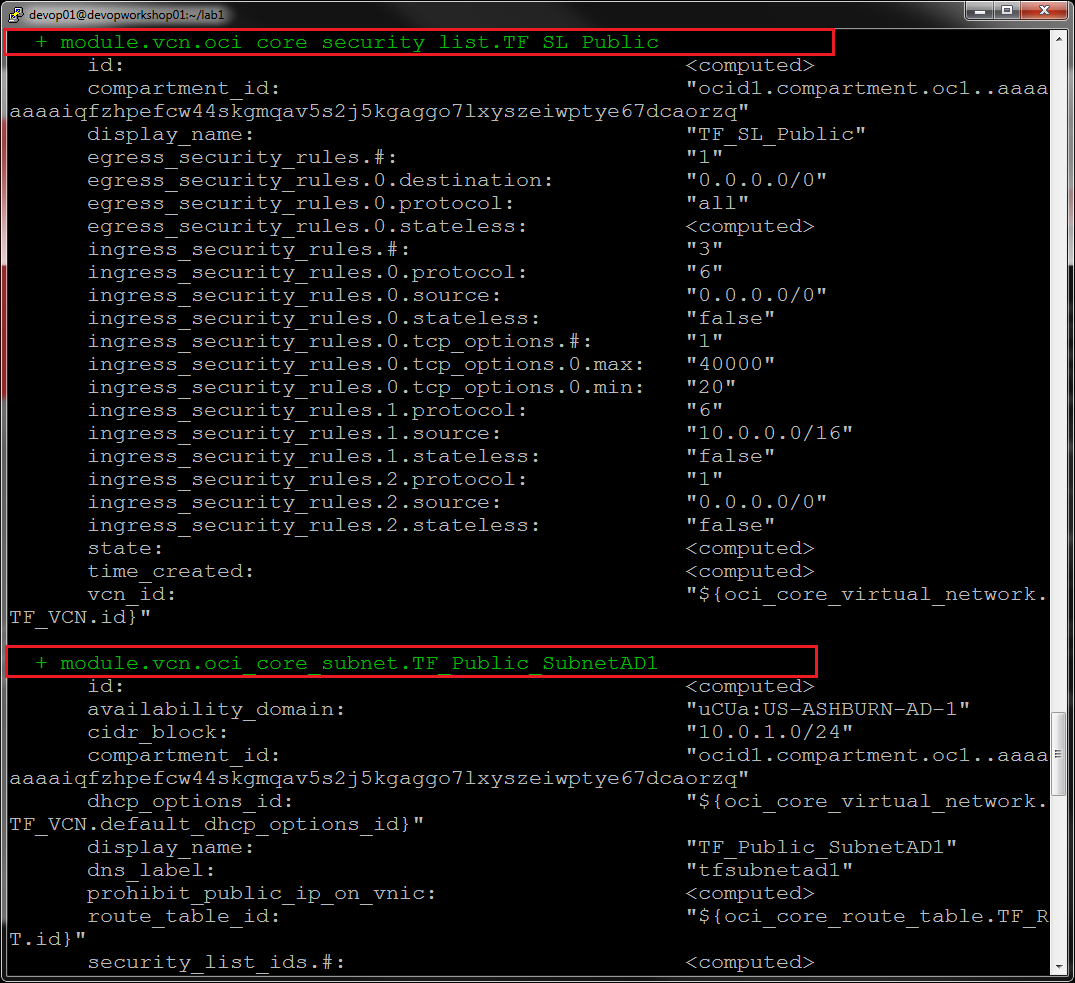 devop01@devopworkshop01:~/lab1
+ module.vcn.oci_core_security_list.TF_SL_Public
id: <computed>
compartment_id: "ocid1.compartment.oc1..aaaa
aaaaiqfzhpefcw44skgmqav5s2j5kgaggo7lxyszeiwptye67dcaorzq"
display_name: "TF_SL_Public"
egress_security_rules.#: "1"
egress_security_rules.0.destination: "0.0.0.0/0"
egress_security_rules.0.protocol: "all"
egress_security_rules.0.stateless: <computed>
ingress_security_rules.#: "3"
ingress_security_rules.0.protocol: "6"
ingress_security_rules.0.source: "0.0.0.0/0"
ingress_security_rules.0.stateless: "false"
ingress_security_rules.0.tcp_options.#: "1"
ingress_security_rules.0.tcp_options.0.max: "40000"
ingress_security_rules.0.tcp_options.0.min: "20"
ingress_security_rules.1.protocol: "6"
ingress_security_rules.1.source: "10.0.0.0/16"
ingress_security_rules.1.stateless: "false"
ingress_security_rules.2.protocol: "1"
ingress_security_rules.2.source: "0.0.0.0/0"
ingress_security_rules.2.stateless: "false"
state: <computed>
time_created: <computed>
vcn_id: "${oci_core_virtual_network.
TF_VCN.id}"
+ module.vcn.oci_core_subnet.TF_Public_SubnetAD1
id: <computed>
availability_domain: "uCUa:US-ASHBURN-AD-1"
cidr_block: "10.0.1.0/24"
compartment_id: "ocid1.compartment.oc1..aaaa
aaaaiqfzhpefcw44skgmqav5s2j5kgaggo7lxyszeiwptye67dcaorzq"
dhcp_options_id: "${oci_core_virtual_network.
TF_VCN.default_dhcp_options_id}"
display_name: "TF_Public_SubnetAD1"
dns_label: "tfsubnetad1"
prohibit_public_ip_on_vnic: <computed>
route_table_id: "${oci_core_route_table.TF_R
T.id}"
security_list_ids.#: <computed>